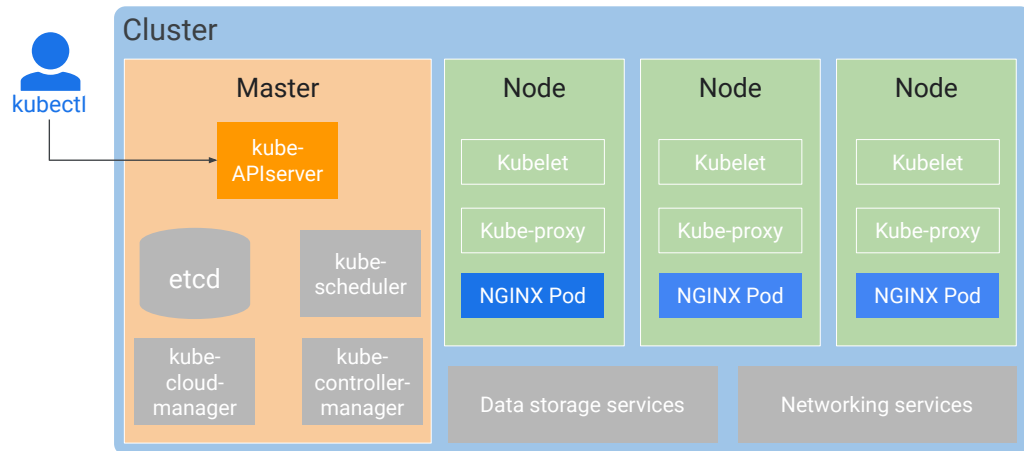 Cluster
kubectl
Master
kube-
APIserver
etcd
kube-
scheduler
kube-
cloud-
manager
kube-
controller-
manager
Node
Kubelet
Kube-proxy
NGINX Pod
Node
Kubelet
Kube-proxy
NGINX Pod
Node
Kubelet
Kube-proxy
NGINX Pod
Data storage services
Networking services